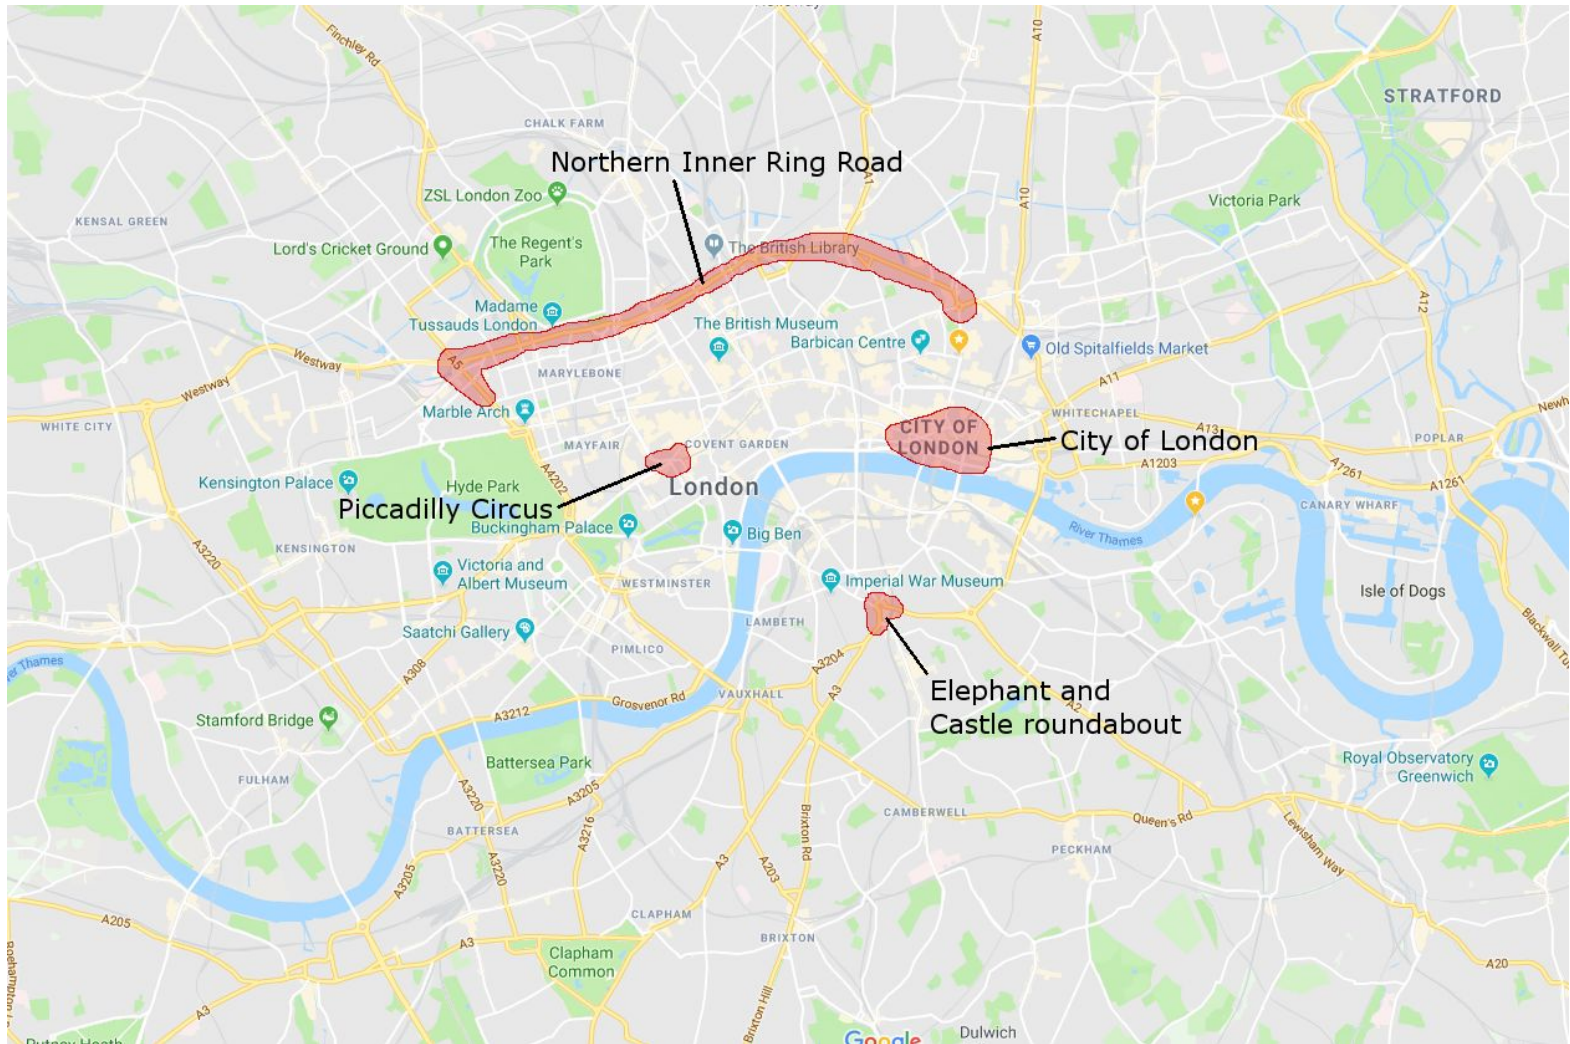 Finchley Rd
A10
STRATFORD
CHALK FARM
Northern Inner Ring Road
A1
A10
ZSL London Zoo
Victoria Park
KENSAL GREEN
Lord's Cricket Ground
The Regent's
Park
The British Library
Madame
Tussauds London
A12
The British Museum
Barbican Centre
Old Spitalfields Market
Westway
Westway
A5
MARYLEBONE
A11
Marble Arch
WHITECHAPEL
WHITE CITY
MAYFAIR
COVENT GARDEN
CITY OF
LONDON
City of London
A13
POPLAR
A1203
A1261
A1261
Kensington Palace
Hyde Park
A4202
London
Piccadilly Circus
CANARY WHARF
Buckingham Palace
Big Ben
River Thames
A3220
KENSINGTON
Victoria and
Albert Museum
WESTMINSTER
Imperial War Museum
Isle of Dogs
Saatchi Gallery
LAMBETH
PIMLICO
River Thames
A308
A3204
A3
VAUXHALL
Elephant and
Castle roundabout
A2
Grosvenor Rd
A3212
Stamford Bridge
Battersea Park
Royal Observatory
Greenwich
FULHAM
A3220
A3205
BATTERSEA
A3216
Brixton Rd
CAMBERWELL
Queen's Rd
Lewisham Way
PECKHAM
A3
A203
A3220
A3205
A205
CLAPHAM
BRIXTON
A3
Clapham
Common
A20
A3
Brixton Hill
Google
Dulwich